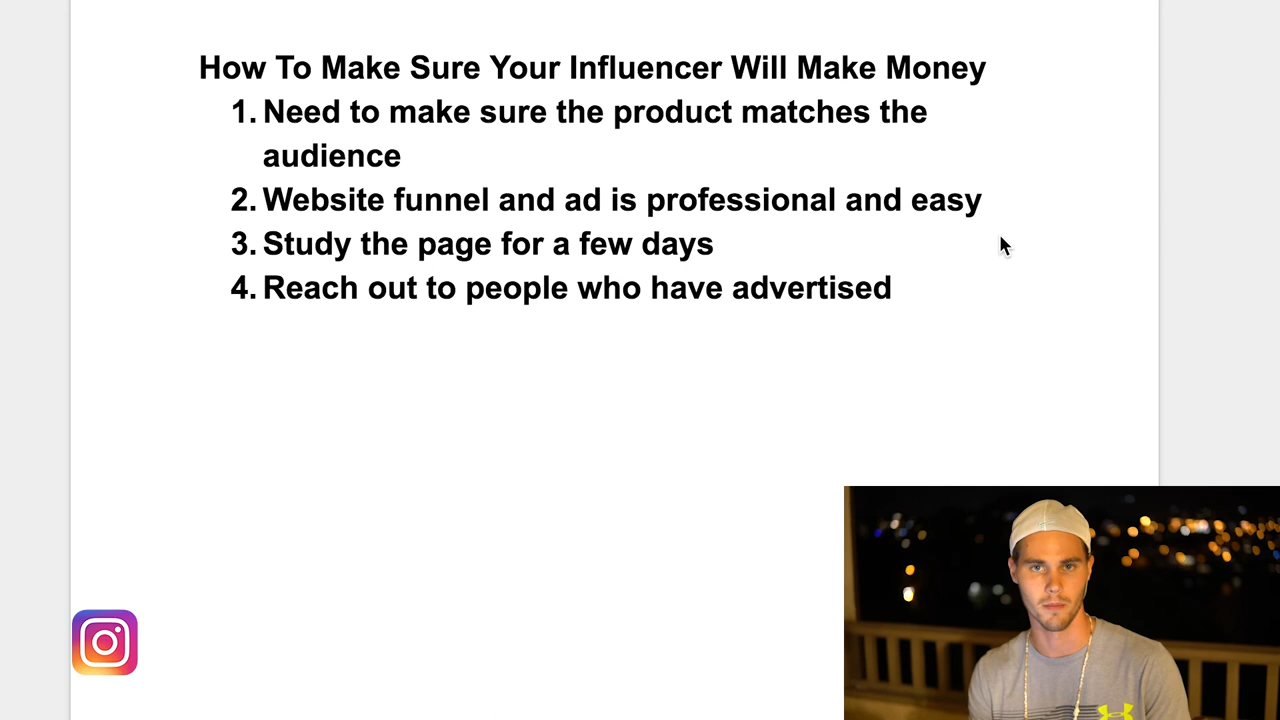 How To Make Sure Your Influencer Will Make Money
1. Need to make sure the product matches the
audience
2. Website funnel and ad is professional and easy
3. Study the page for a few days
4. Reach out to people who have advertised